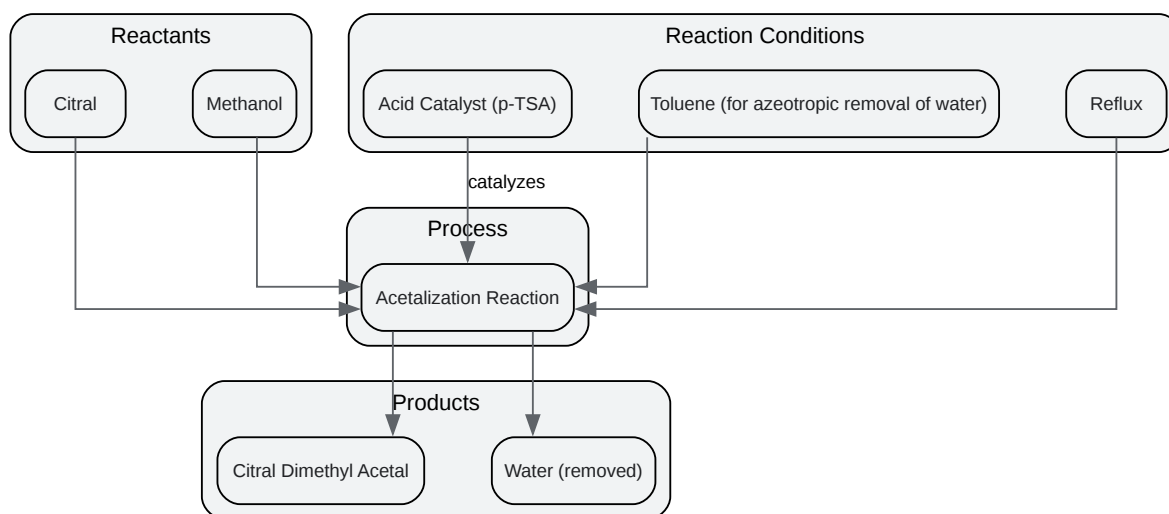 Reactants
Reaction Conditions
Citral
Methanol
Acid Catalyst (p-TSA)
Toluene (for azeotropic removal of water)
Reflux
catalyzes
Process
Acetalization Reaction
Products
Citral Dimethyl Acetal
Water (removed)